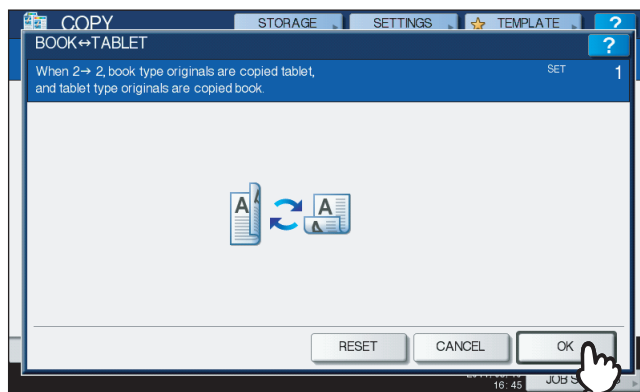 COPY
STORAGE
SETTINGS
TEMPLATE
?
BOOK↔TABLET
?
When 2→ 2, book type originals are copied tablet,
and tablet type originals are copied book.
SET 1
A
A
A
A
RESET
CANCEL
OK
16:45
JOB S